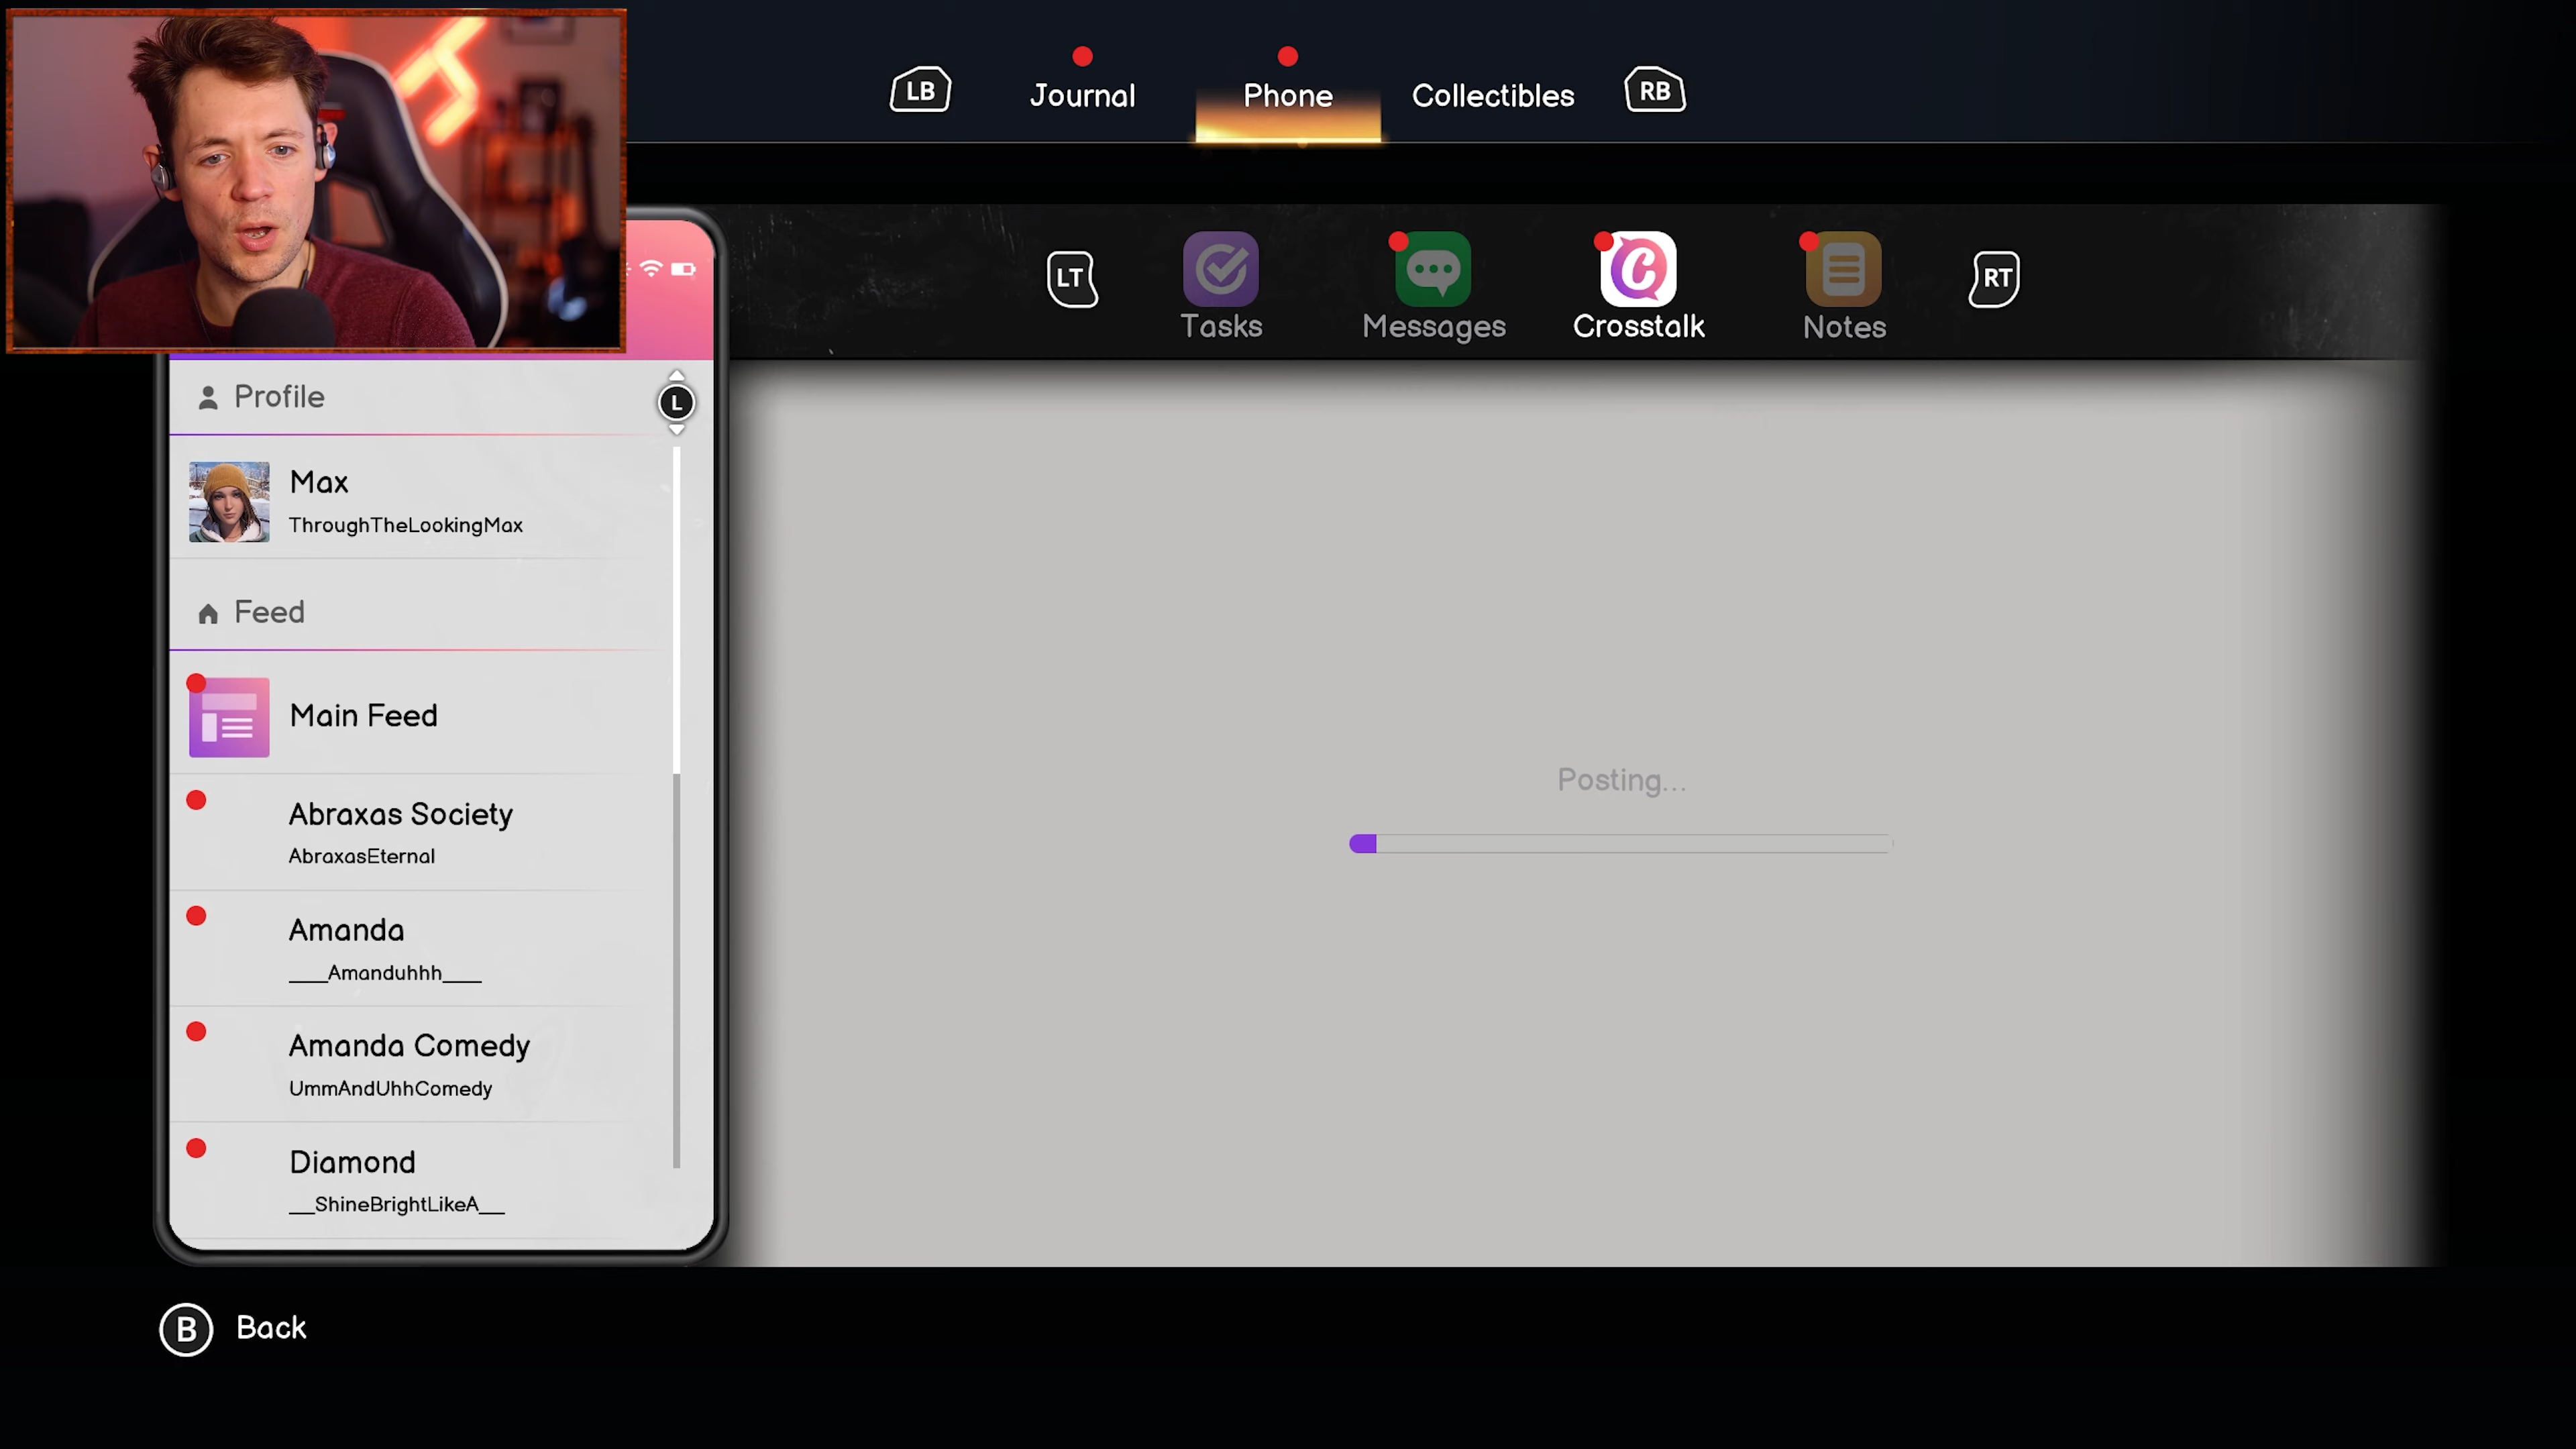 LB
Journal
Phone
Collectibles
RB
LT
Tasks
Messages
Crosstalk
Notes
RT
Profile
L
Max
ThroughTheLookingMax
Feed
Main Feed
Abraxas Society
AbraxasEternal
Amanda
____Amanduhhh____
Amanda Comedy
UmmAndUhhComedy
Diamond
__ShineBrightLikeA__
Posting...
B Back